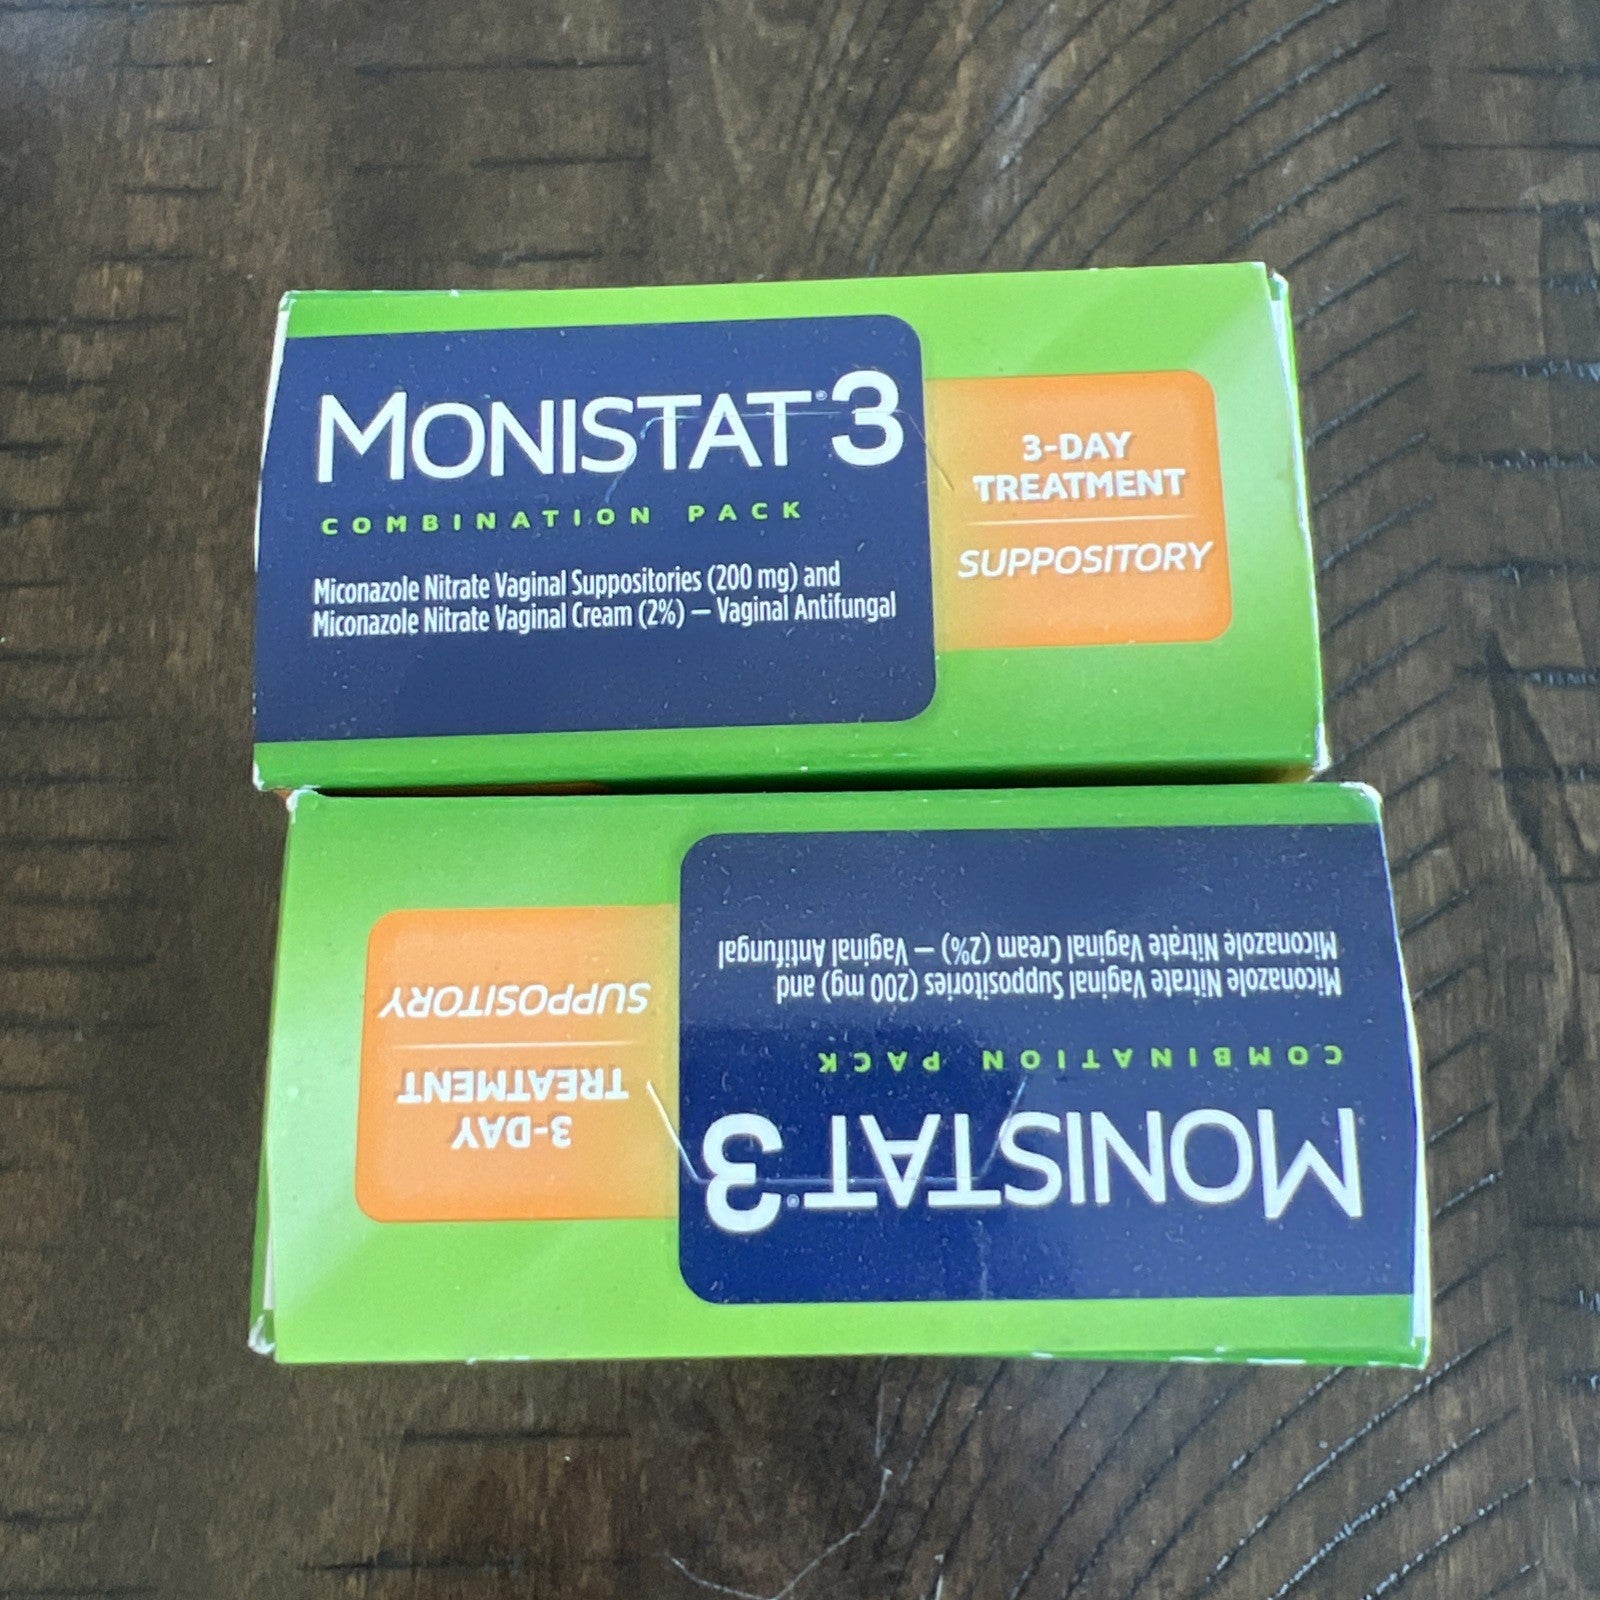 MONISTAT®3
COMBINATION PACK
Miconazole Nitrate Vaginal Suppositories (200 mg) and
Miconazole Nitrate Vaginal Cream (2%) — Vaginal Antifungal
3-DAY
TREATMENT
SUPPOSITORY
MONISTAT®3
COMBINATION PACK
Miconazole Nitrate Vaginal Suppositories (200 mg) and
Miconazole Nitrate Vaginal Cream (2%) — Vaginal Antifungal
3-DAY
TREATMENT
SUPPOSITORY